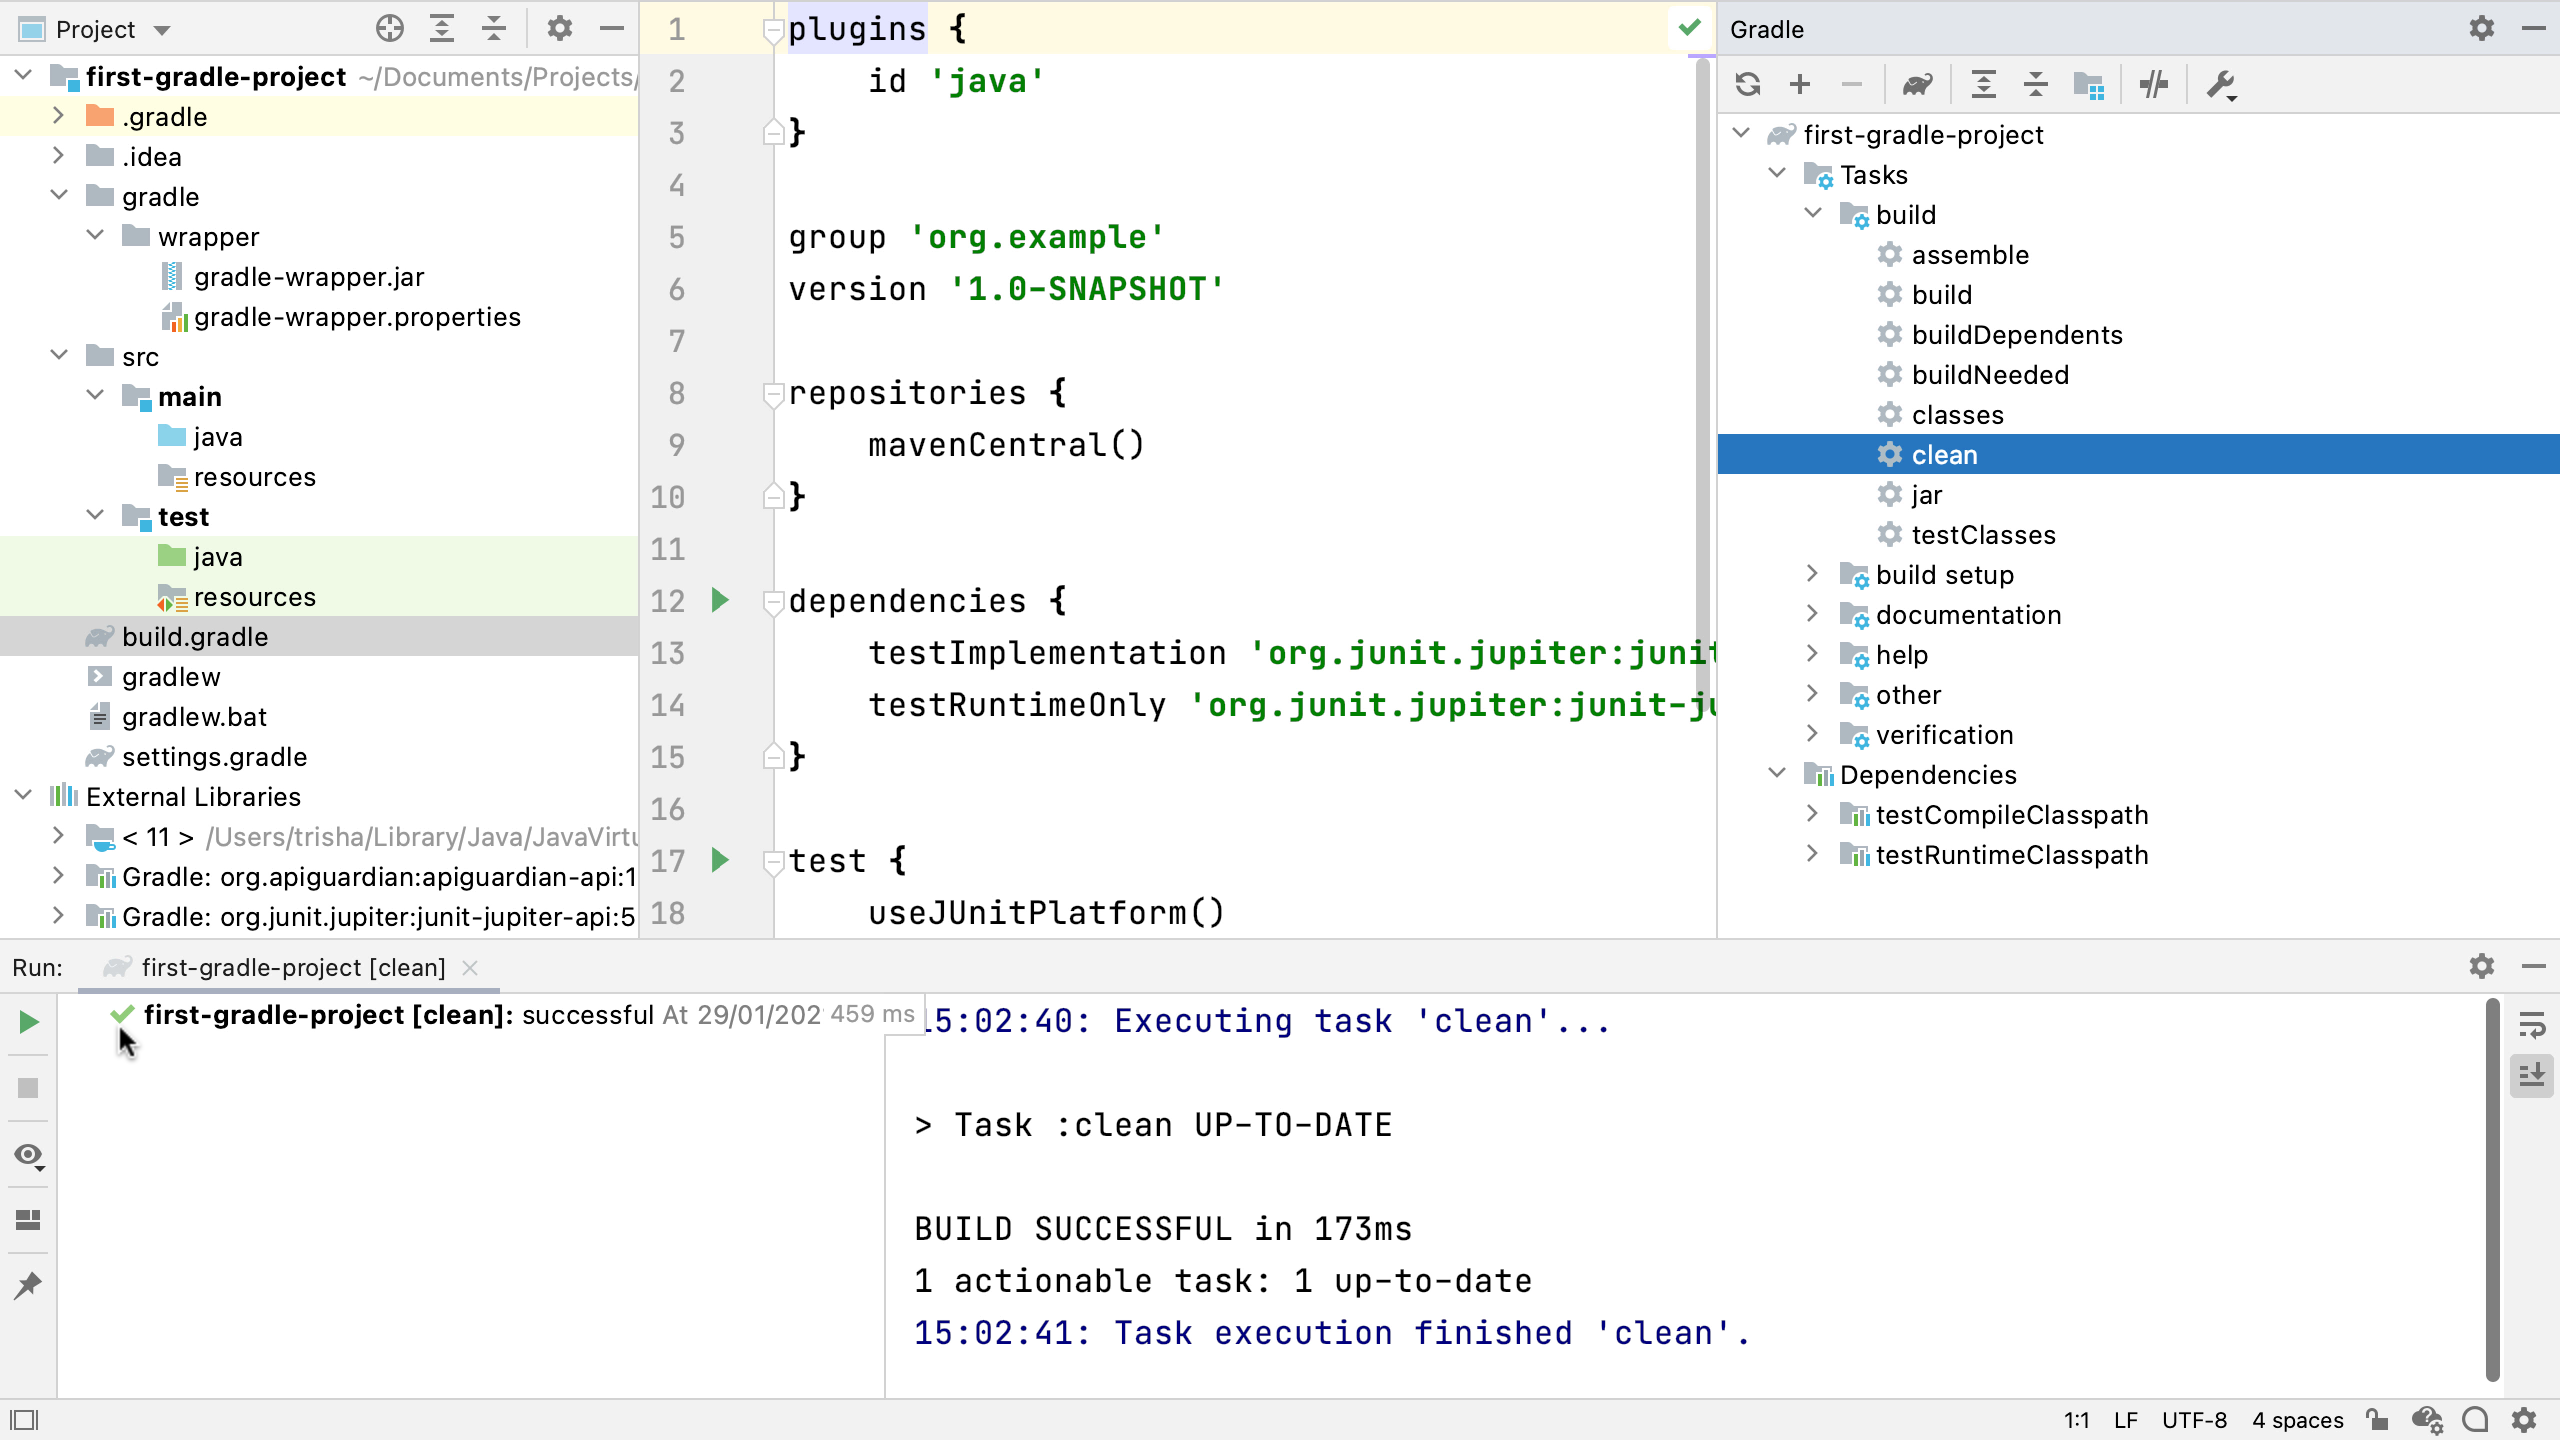 Project
first-gradle-project ~/Documents/Projects/
.gradle
.idea
gradle
wrapper
gradle-wrapper.jar
gradle-wrapper.properties
src
main
java
resources
test
java
resources
build.gradle
gradlew
gradlew.bat
settings.gradle
External Libraries
< 11 > /Users/trisha/Library/Java/JavaVirtu
Gradle: org.apiguardian:apiguardian-api:1
Gradle: org.junit.jupiter:junit-jupiter-api:5
1 plugins {
2 id 'java'
3 }
4
5 group 'org.example'
6 version '1.0-SNAPSHOT'
7
8 repositories {
9 mavenCentral()
10 }
11
12 dependencies {
13 testImplementation 'org.junit.jupiter:junit
14 testRuntimeOnly 'org.junit.jupiter:junit-ju
15 }
16
17 test {
18 useJUnitPlatform()
Gradle
first-gradle-project
Tasks
build
assemble
build
buildDependents
buildNeeded
classes
clean
jar
testClasses
build setup
documentation
help
other
verification
Dependencies
testCompileClasspath
testRuntimeClasspath
Run: first-gradle-project [clean]
first-gradle-project [clean]: successful At 29/01/202 459 ms
15:02:40: Executing task 'clean'...
> Task :clean UP-TO-DATE
BUILD SUCCESSFUL in 173ms
1 actionable task: 1 up-to-date
15:02:41: Task execution finished 'clean'.
1:1 LF UTF-8 4 spaces